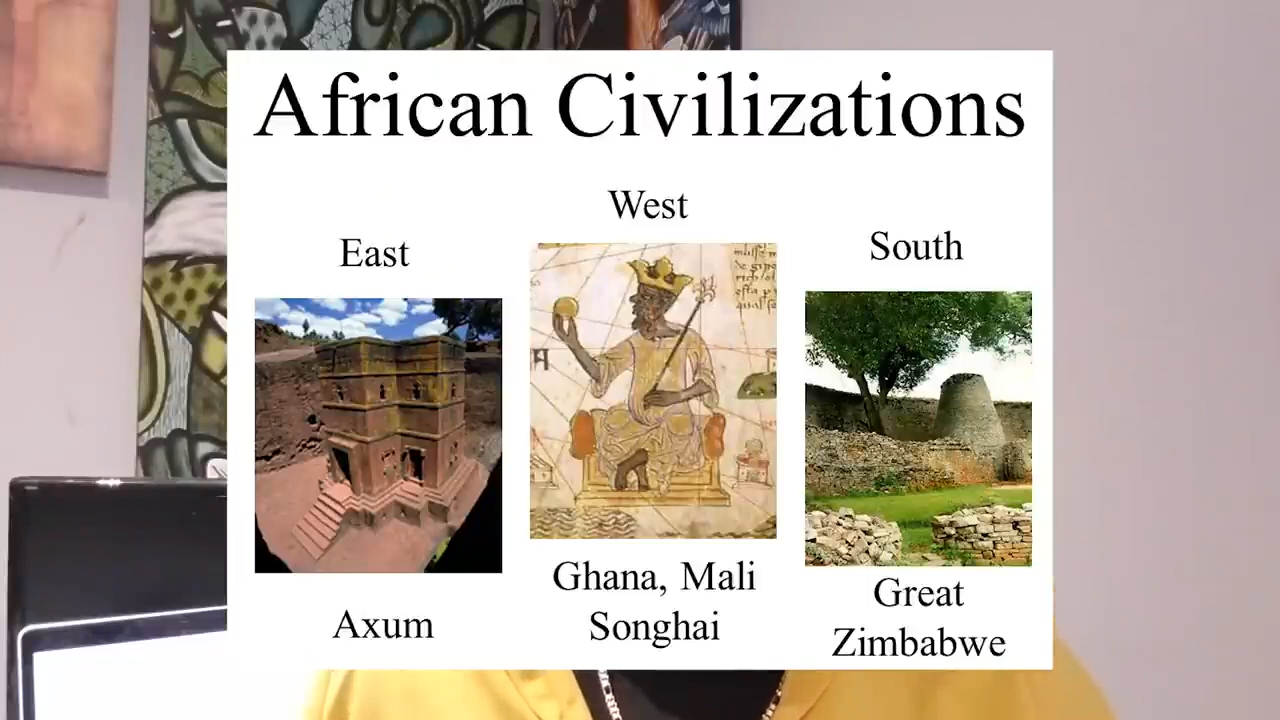 African Civilizations
West
East
South
Ghana, Mali
Songhai
Axum
Great
Zimbabwe